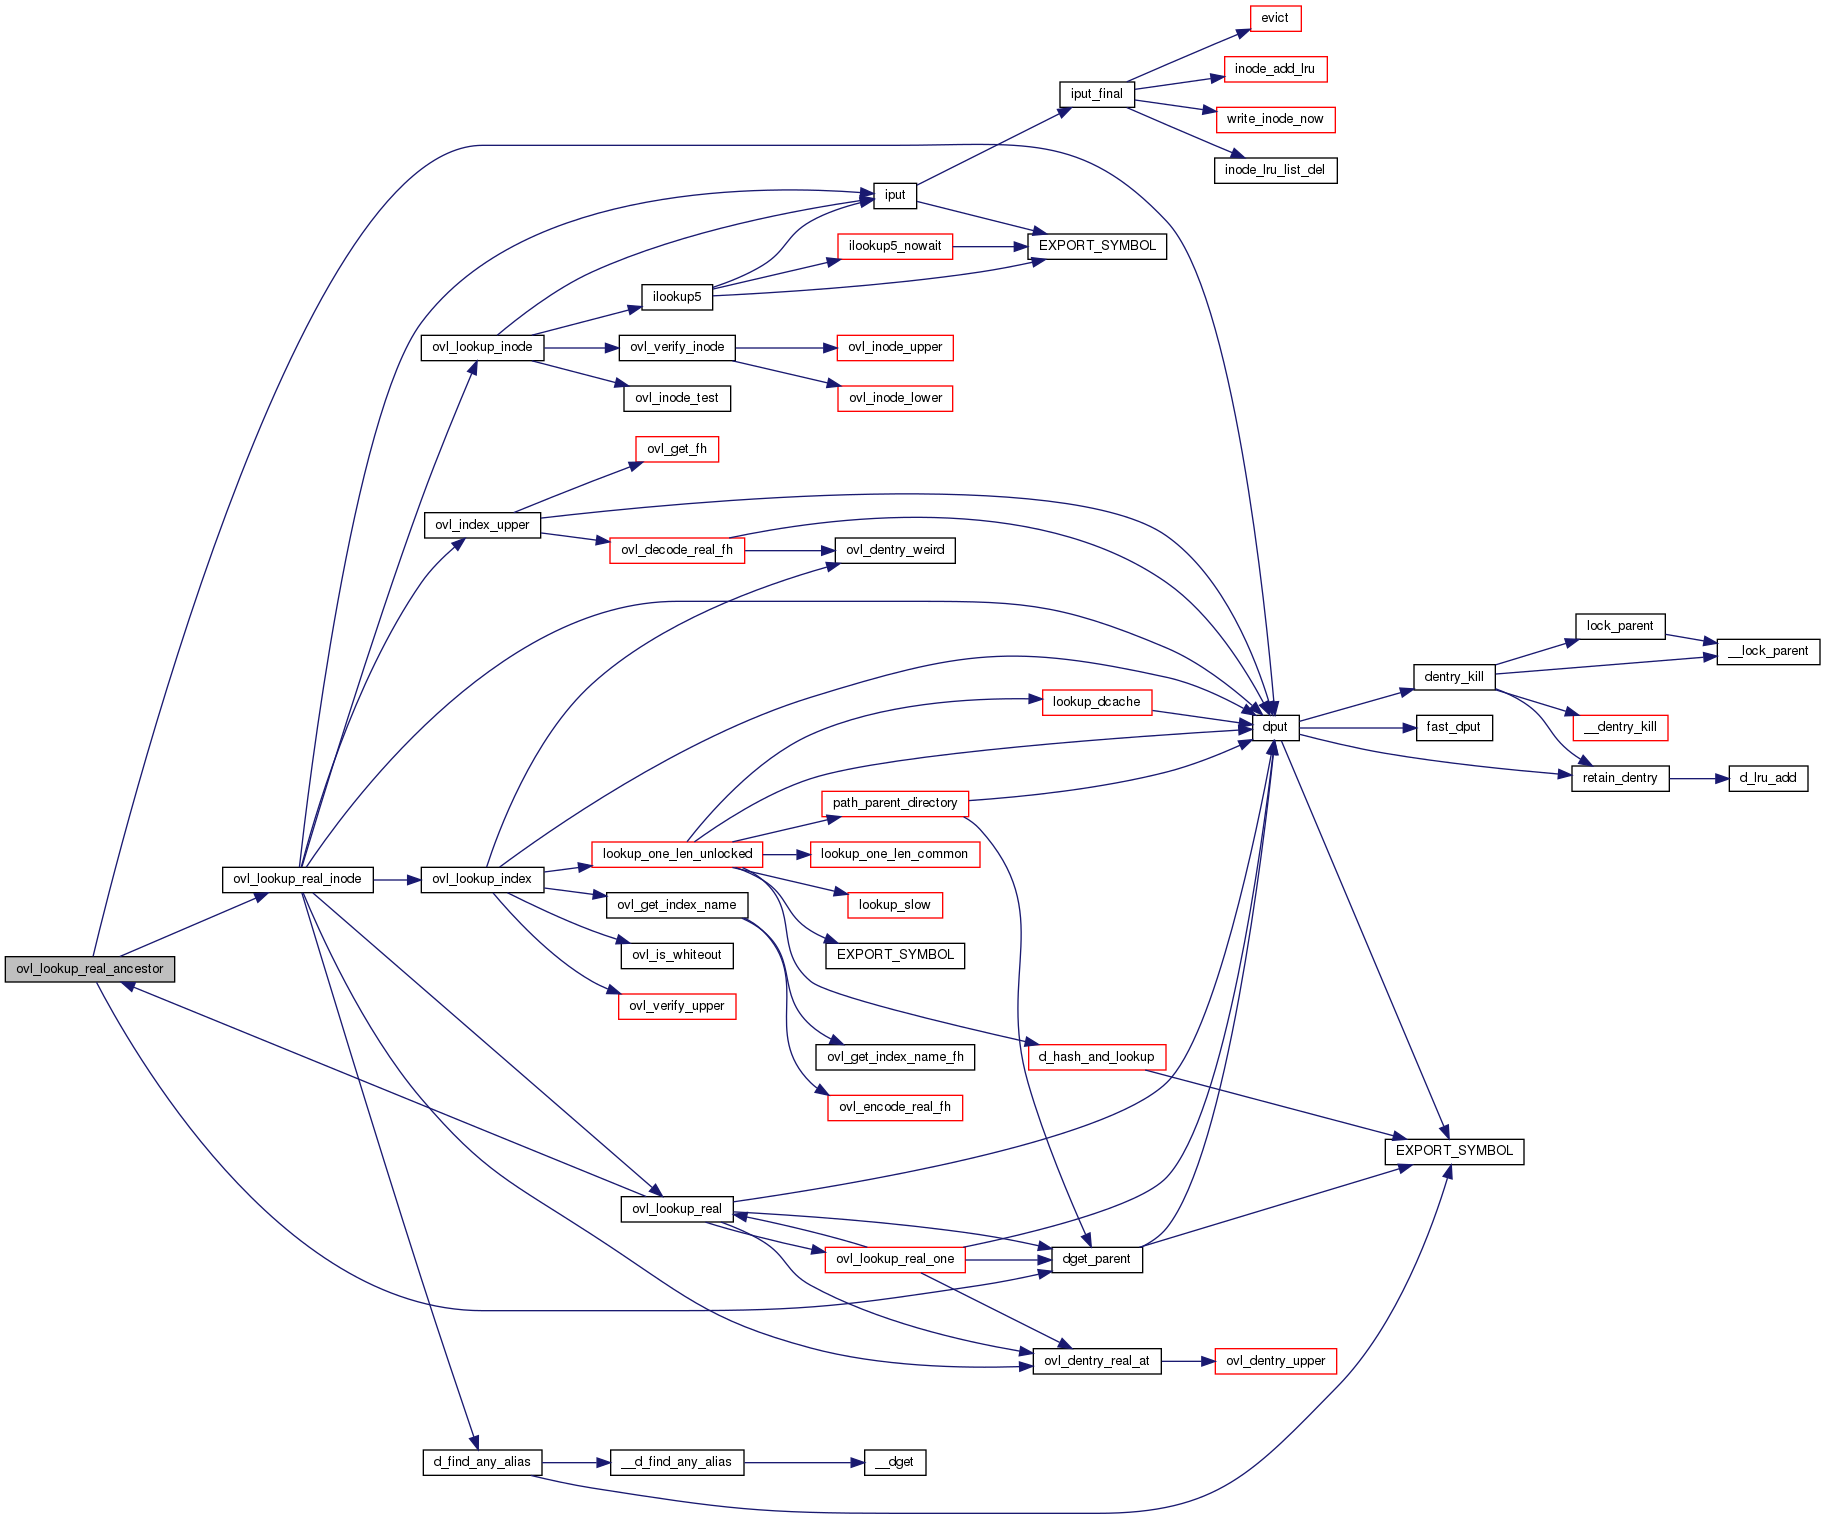 evict
inode_add_lru
iput_final
write_inode_now
inode_lru_list_del
iput
EXPORT_SYMBOL
ilookup5_nowait
ilookup5
ovl_lookup_inode
ovl_verify_inode
ovl_inode_upper
ovl_inode_test
ovl_inode_lower
ovl_get_fh
ovl_index_upper
ovl_decode_real_fh
ovl_dentry_weird
lock_parent
__lock_parent
dentry_kill
lookup_dcache
dput
fast_dput
__dentry_kill
retain_dentry
d_lru_add
path_parent_directory
lookup_one_len_unlocked
lookup_one_len_common
ovl_lookup_real_inode
ovl_lookup_index
ovl_get_index_name
lookup_slow
ovl_is_whiteout
EXPORT_SYMBOL
ovl_lookup_real_ancestor
ovl_verify_upper
ovl_get_index_name_fh
d_hash_and_lookup
ovl_encode_real_fh
EXPORT_SYMBOL
ovl_lookup_real
ovl_lookup_real_one
dget_parent
ovl_dentry_real_at
ovl_dentry_upper
d_find_any_alias
__d_find_any_alias
__dget